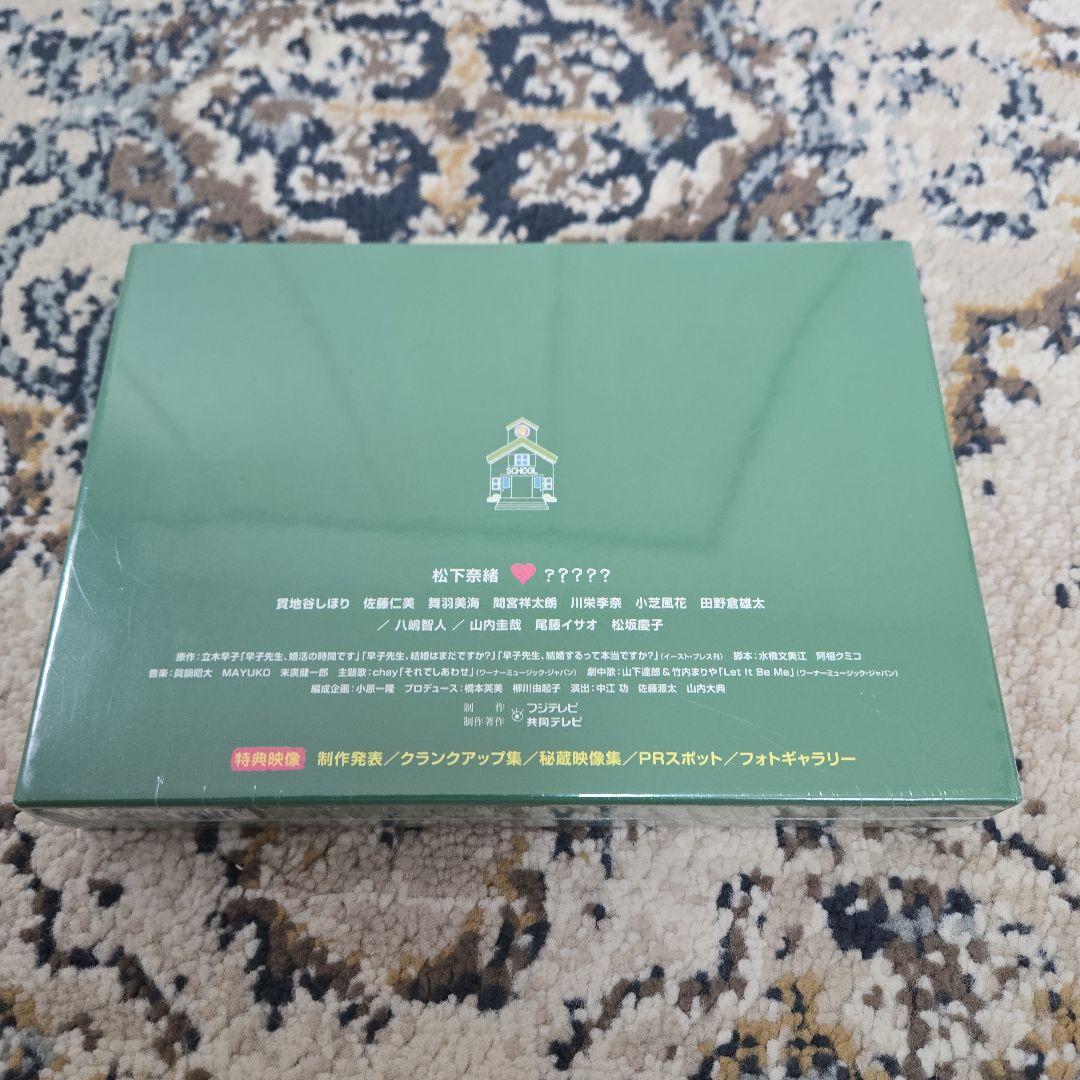 SCHOOL
松下奈緒 ♥ ?????
貫地谷しほり 佐藤仁美 舞羽美海 間宮祥太朗 川栄李奈 小芝風花 田野倉雄太
／八嶋智人／山内圭哉 尾藤イサオ 松坂慶子
原作:立木早子「早子先生、婚活の時間です」「早子先生、結婚はまだですか?」「早子先生、結婚するって本当ですか?」(イースト・プレス刊) 脚本:水橋文美江 阿相クミコ
音楽:眞鍋昭大 MAYUKO 末廣健一郎 主題歌:chay「それでしあわせ」(ワーナーミュージック・ジャパン) 劇中歌:山下達郎&竹内まりや「Let It Be Me」(ワーナーミュージック・ジャパン)
編成企画:小原一隆 プロデュース:橋本芙美 柳川由起子 演出:中江 功 佐藤源太 山内大典
制 作 フジテレビ
制作著作 共同テレビ
特典映像 制作発表／クランクアップ集／秘蔵映像集／PRスポット／フォトギャラリー